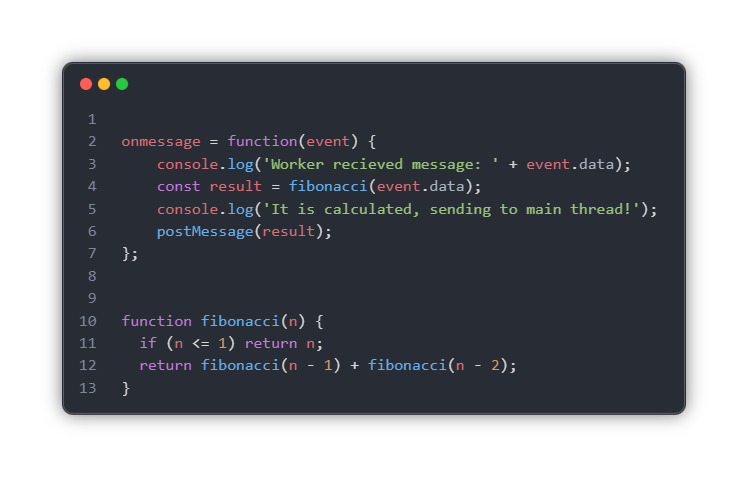 1
2 onmessage = function(event) {
3 console.log('Worker recieved message: ' + event.data);
4 const result = fibonacci(event.data);
5 console.log('It is calculated, sending to main thread!');
6 postMessage(result);
7 };
8
9
10 function fibonacci(n) {
11 if (n <= 1) return n;
12 return fibonacci(n - 1) + fibonacci(n - 2);
13 }